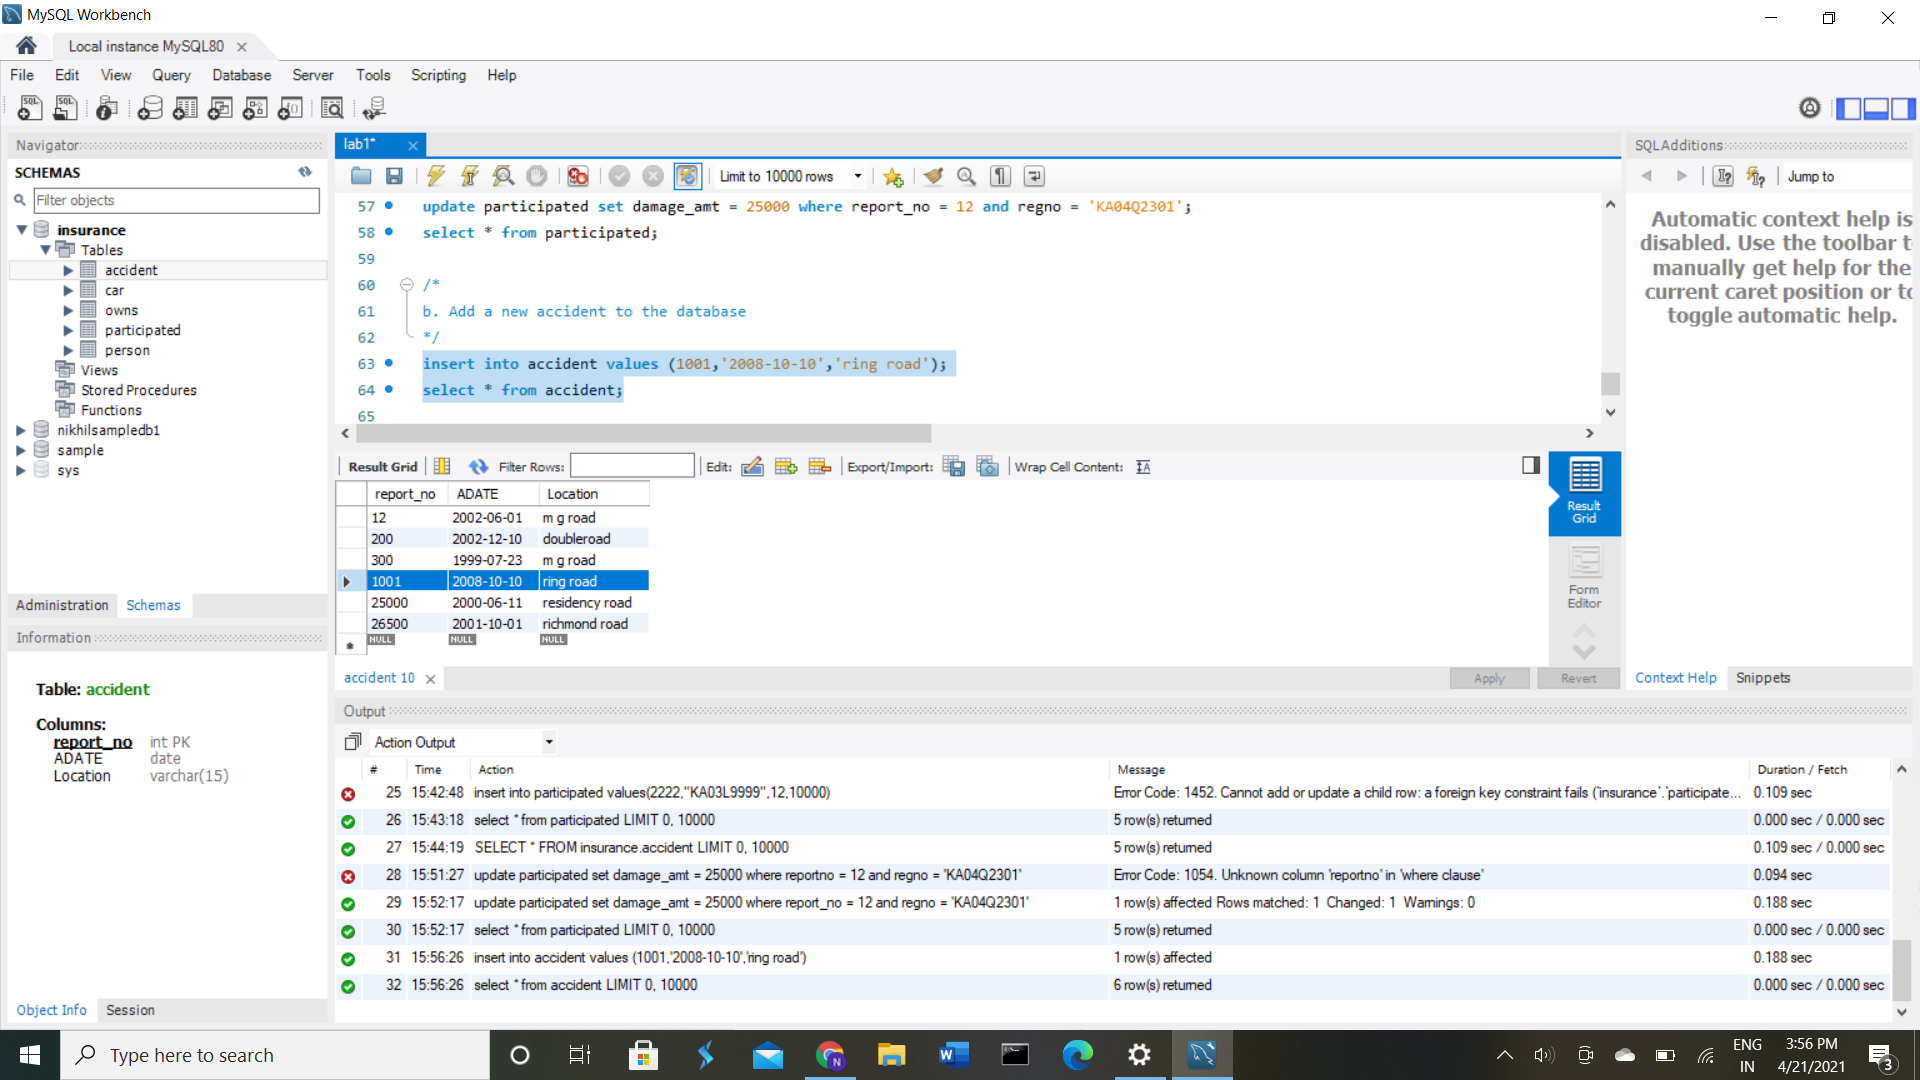 MySQL Workbench
Local instance MySQL80
File Edit View Query Database Server Tools Scripting Help
Navigator
SCHEMAS
Filter objects
insurance
Tables
accident
car
owns
participated
person
Views
Stored Procedures
Functions
nikhilsampledb1
sample
sys
Administration Schemas
Information
Table: accident
Columns:
report_no int PK
ADATE date
Location varchar(15)
Object Info Session
lab1*
Limit to 10000 rows
57 update participated set damage_amt = 25000 where report_no = 12 and regno = 'KA04Q2301';
58 select * from participated;
59
60 /*
61 b. Add a new accident to the database
62 */
63 insert into accident values (1001,'2008-10-10','ring road');
64 select * from accident;
65
Result Grid Filter Rows: Edit: Export/Import: Wrap Cell Content:
report_no ADATE Location
12 2002-06-01 m g road
200 2002-12-10 doubleroad
300 1999-07-23 m g road
1001 2008-10-10 ring road
25000 2000-06-11 residency road
26500 2001-10-01 richmond road
NULL NULL NULL
Result
Grid
Form
Editor
accident 10
Apply Revert
SQLAdditions
Jump to
Automatic context help is
disabled. Use the toolbar t
manually get help for the
current caret position or to
toggle automatic help.
Context Help Snippets
Output
Action Output
# Time Action Message Duration / Fetch
25 15:42:48 insert into participated values(2222,"KA03L9999",12,10000) Error Code: 1452. Cannot add or update a child row: a foreign key constraint fails (`insurance`.`participate... 0.109 sec
26 15:43:18 select * from participated LIMIT 0, 10000 5 row(s) returned 0.000 sec / 0.000 sec
27 15:44:19 SELECT * FROM insurance.accident LIMIT 0, 10000 5 row(s) returned 0.109 sec / 0.000 sec
28 15:51:27 update participated set damage_amt = 25000 where reportno = 12 and regno = 'KA04Q2301' Error Code: 1054. Unknown column 'reportno' in 'where clause' 0.094 sec
29 15:52:17 update participated set damage_amt = 25000 where report_no = 12 and regno = 'KA04Q2301' 1 row(s) affected Rows matched: 1 Changed: 1 Warnings: 0 0.188 sec
30 15:52:17 select * from participated LIMIT 0, 10000 5 row(s) returned 0.000 sec / 0.000 sec
31 15:56:26 insert into accident values (1001,'2008-10-10','ring road') 1 row(s) affected 0.188 sec
32 15:56:26 select * from accident LIMIT 0, 10000 6 row(s) returned 0.000 sec / 0.000 sec
Type here to search
ENG
IN
3:56 PM
4/21/2021
3